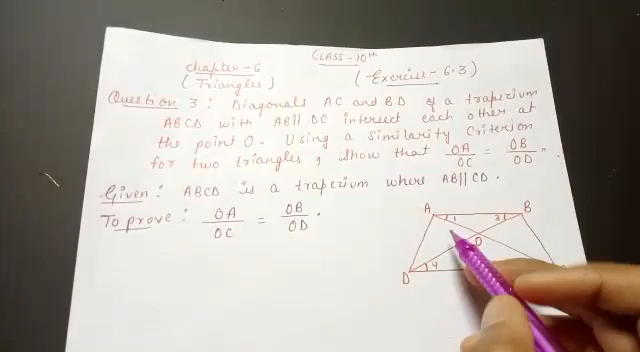 CLASS-10th
Chapter-6
(Triangles)
(Exercise-6.3)
Question 3: Diagonals AC and BD of a trapezium
ABCD with AB||DC intersect each other at
the point O. Using a Similarity Criterion
for two triangles, Show that OA/OC = OB/OD.
Given: ABCD is a trapezium where AB||CD.
To prove: OA/OC = OB/OD.
A 1 3 B
O
D 4